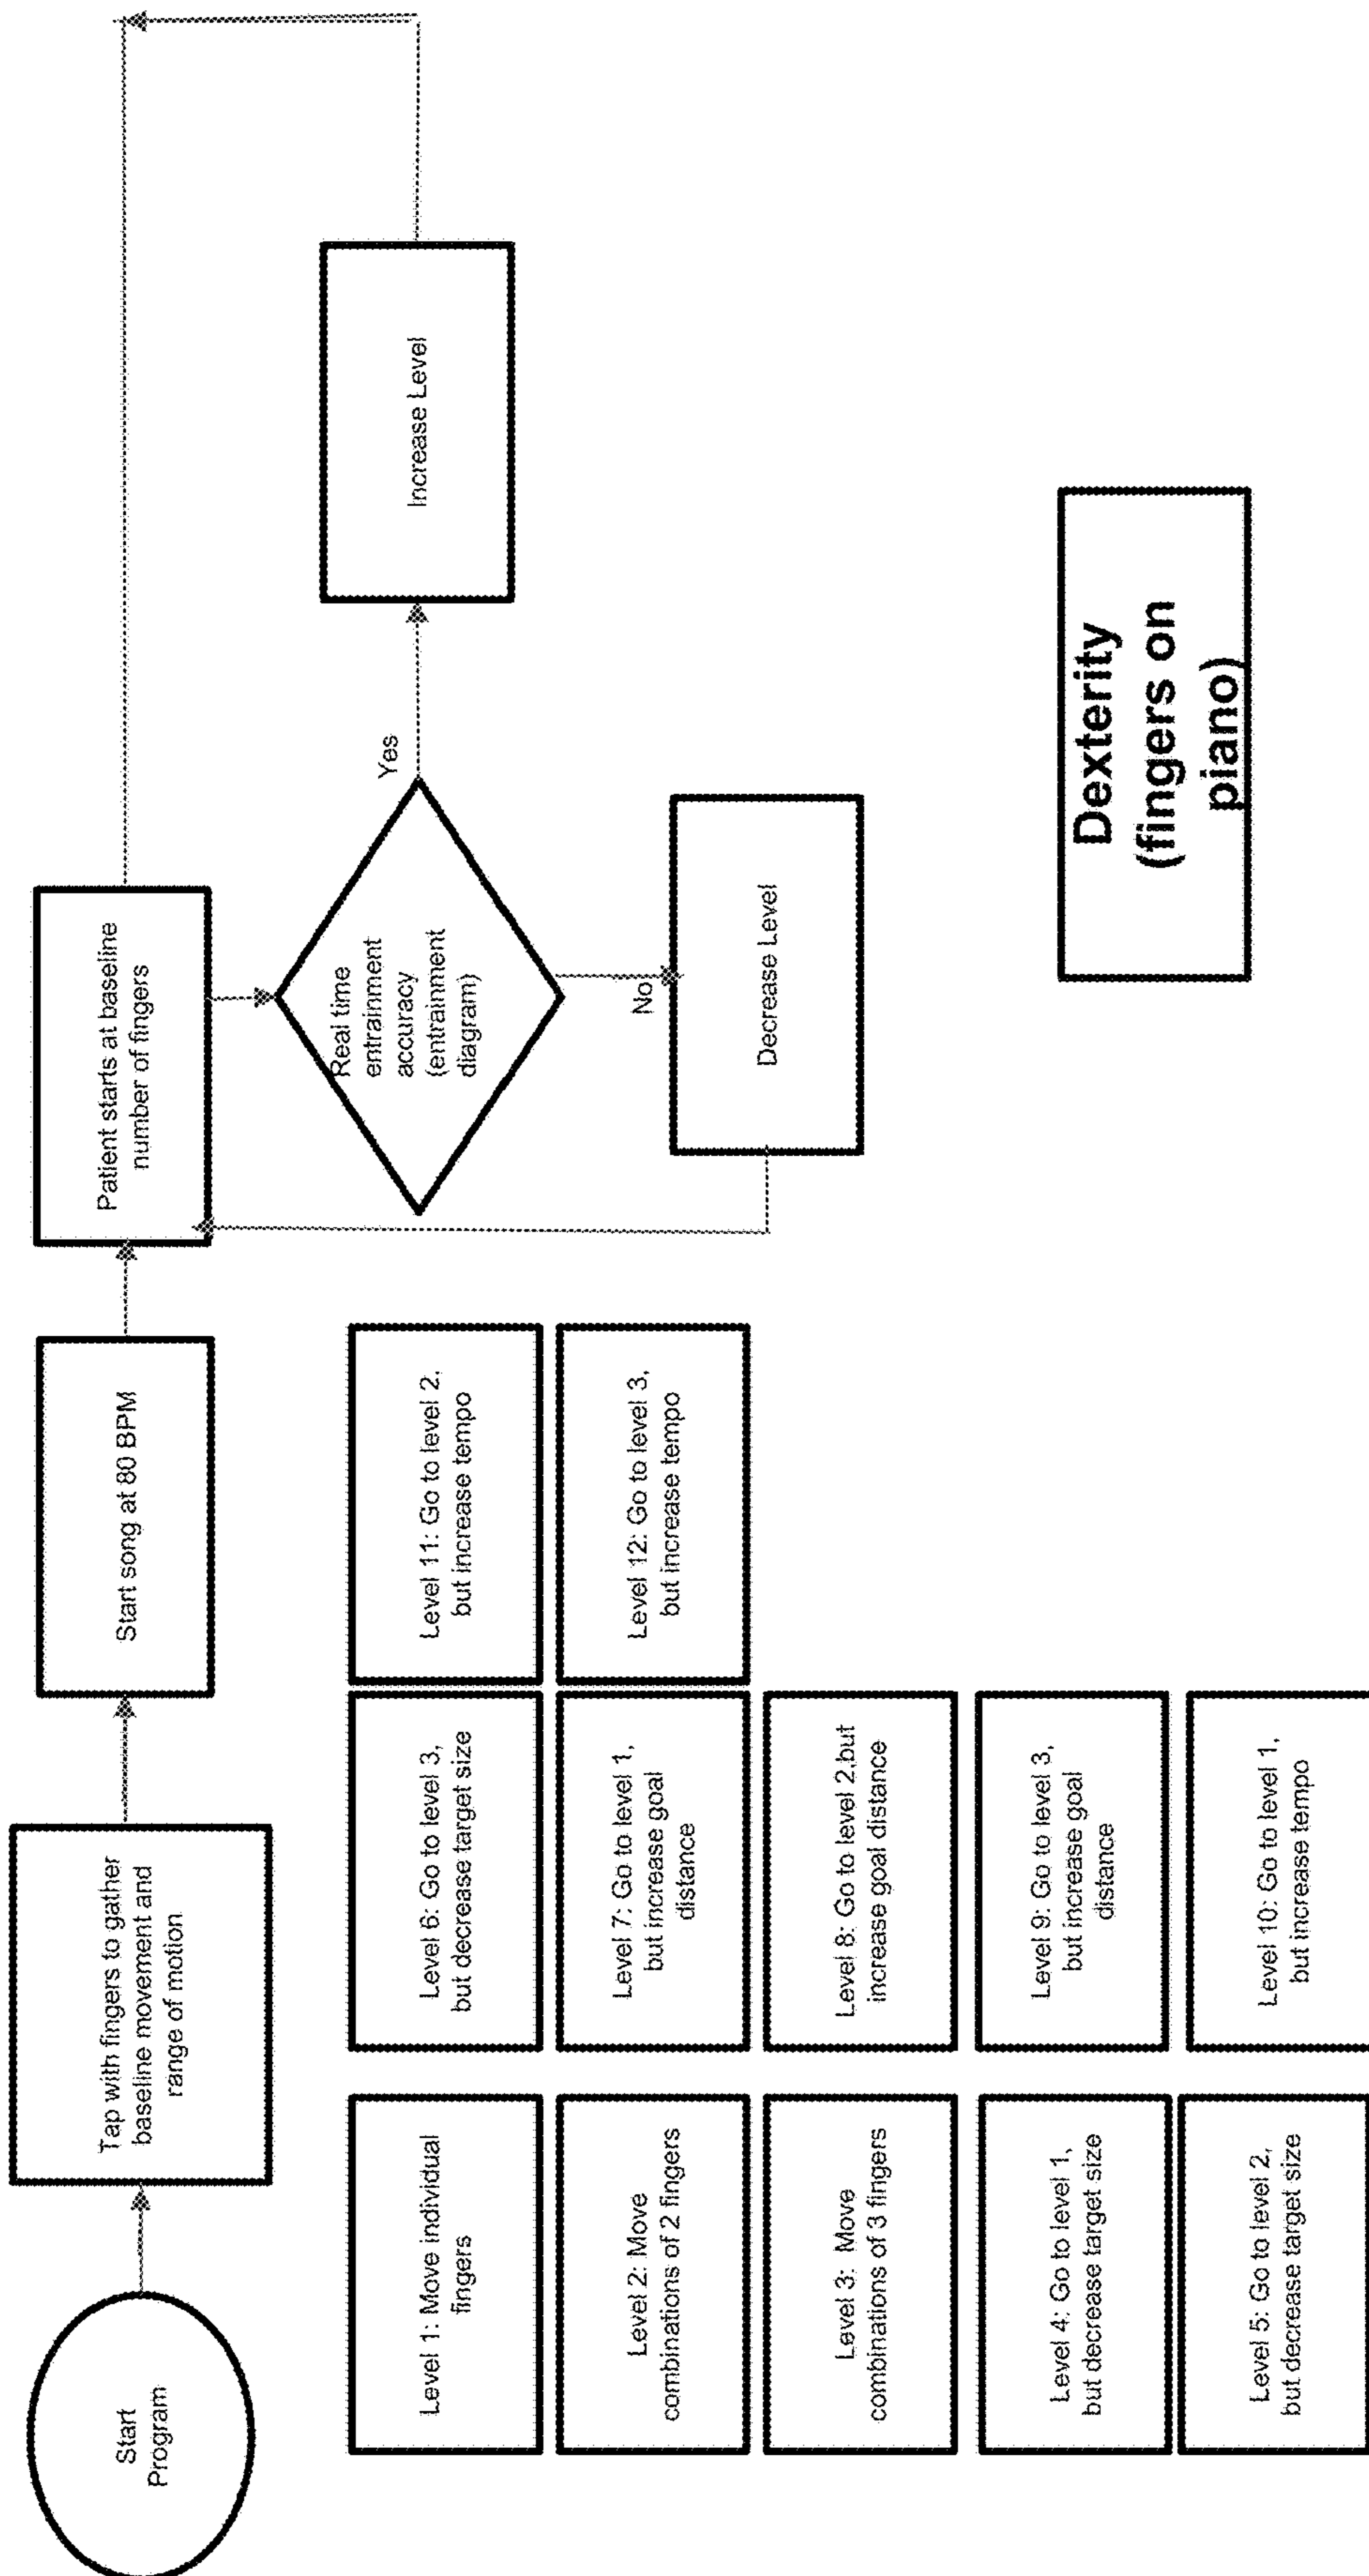 Start
Program
Tap with fingers to gather
baseline movement and
range of motion
Start song at 80 BPM
Patient starts at baseline
number of fingers
Real time
entrainment
accuracy
(entrainment
diagram)
Yes
Increase Level
No
Decrease Level
Level 1: Move individual
fingers
Level 2: Move
combinations of 2 fingers
Level 3: Move
combinations of 3 fingers
Level 4: Go to level 1,
but decrease target size
Level 5: Go to level 2,
but decrease target size
Level 6: Go to level 3,
but decrease target size
Level 7: Go to level 1,
but increase goal
distance
Level 8: Go to level 2,but
increase goal distance
Level 9: Go to level 3,
but increase goal
distance
Level 10: Go to level 1,
but increase tempo
Level 11: Go to level 2,
but increase tempo
Level 12: Go to level 3,
but increase tempo
Dexterity
(fingers on
piano)